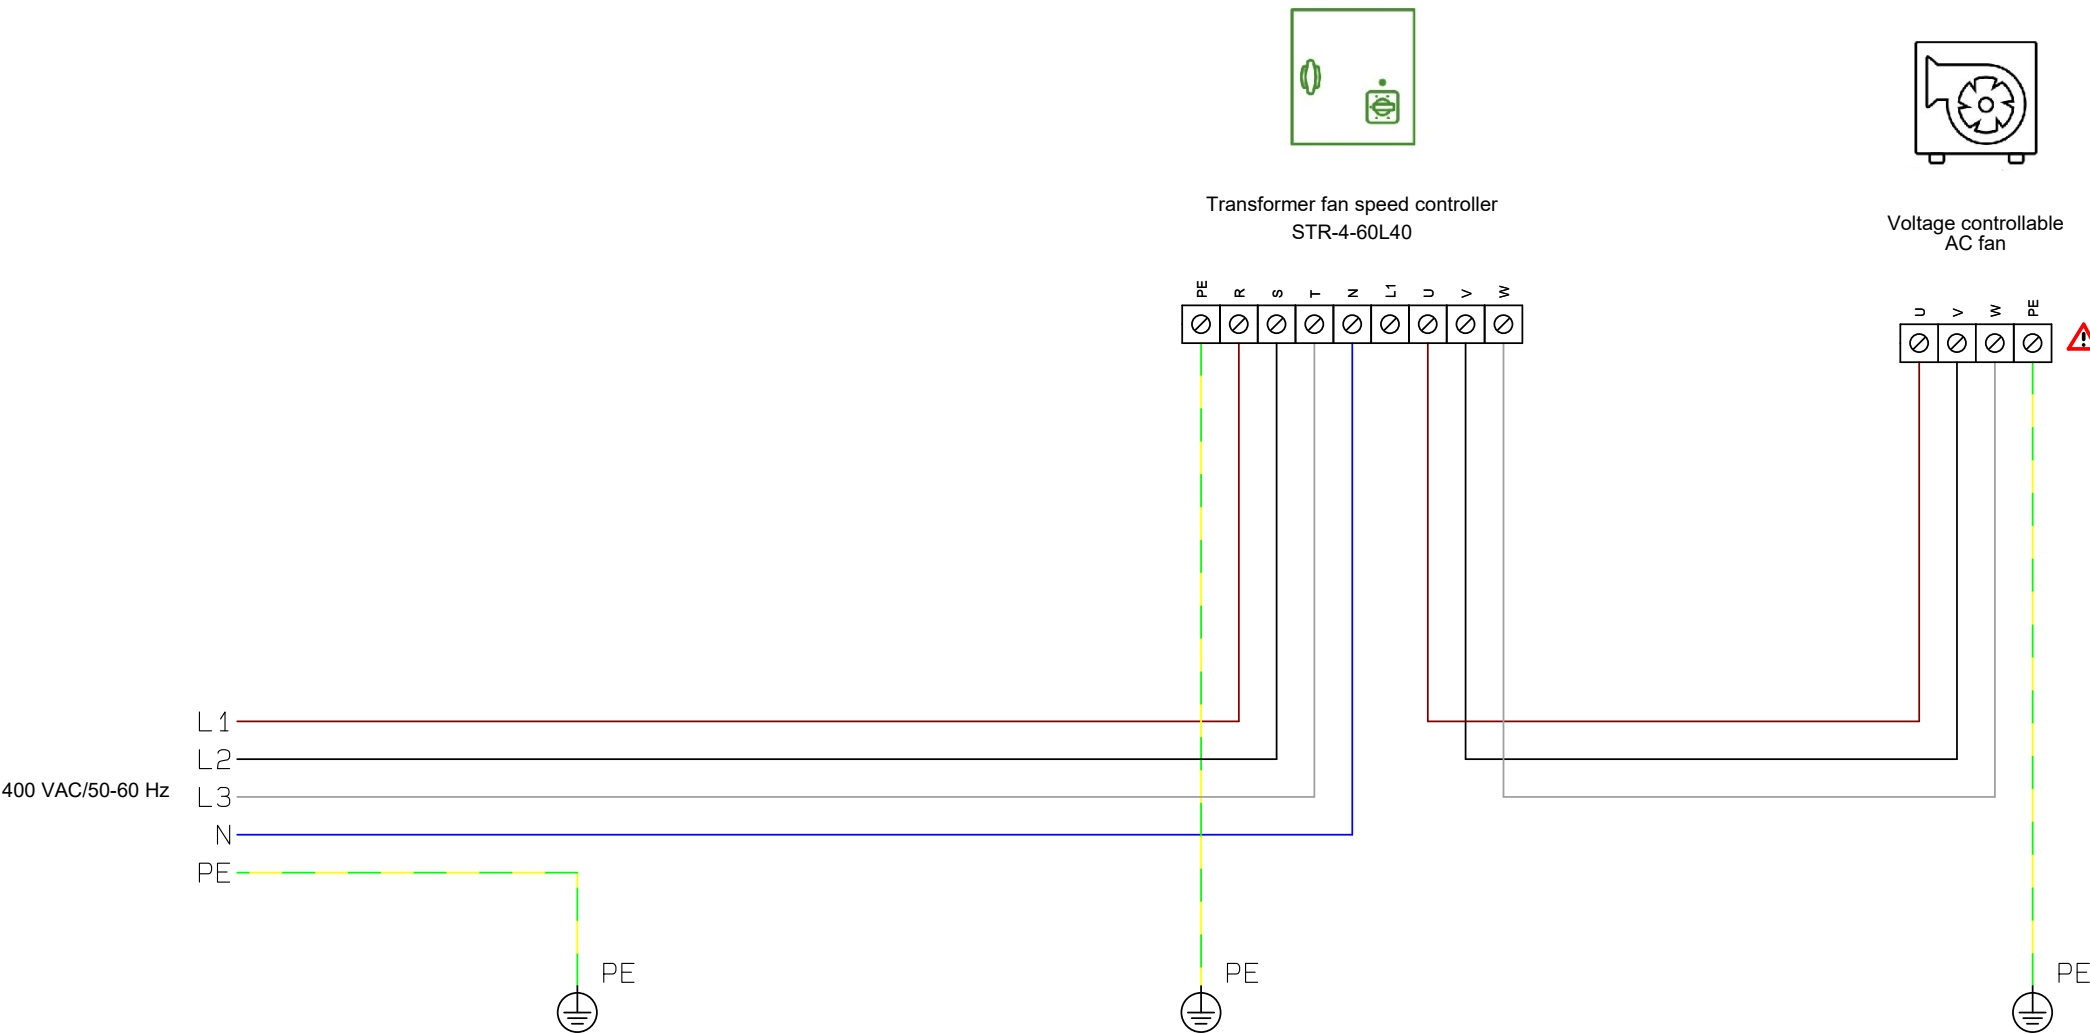 Transformer fan speed controller
STR-4-60L40
Voltage controllable
AC fan
PE R S T N L1 U V W
U V W PE
L1
L2
400 VAC/50-60 Hz L3
N
PE
PE PE PE